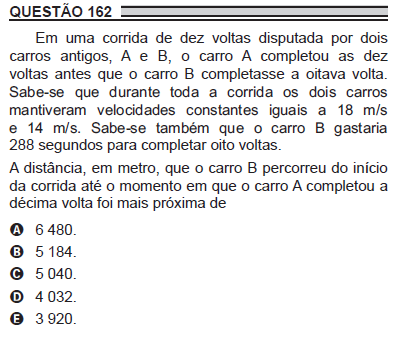 QUESTÃO 162
Em uma corrida de dez voltas disputada por dois
carros antigos, A e B, o carro A completou as dez
voltas antes que o carro B completasse a oitava volta.
Sabe-se que durante toda a corrida os dois carros
mantiveram velocidades constantes iguais a 18 m/s
e 14 m/s. Sabe-se também que o carro B gastaria
288 segundos para completar oito voltas.
A distância, em metro, que o carro B percorreu do início
da corrida até o momento em que o carro A completou a
décima volta foi mais próxima de
A 6 480.
B 5 184.
C 5 040.
D 4 032.
E 3 920.